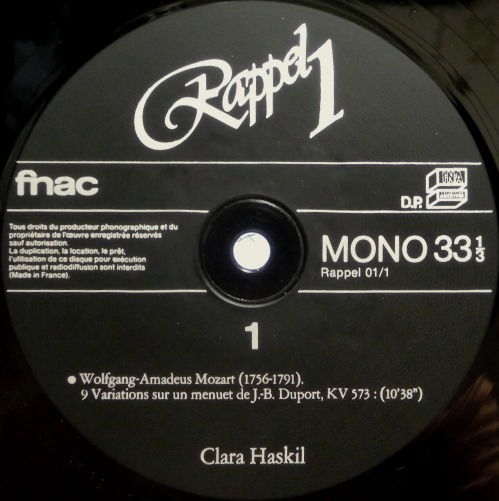 Rappel 1
fnac
D.P.
Tous droits du producteur phonographique et du
propriétaire de l'œuvre enregistrée réservés
sauf autorisation.
La duplication, la location, le prêt,
l'utilisation de ce disque pour exécution
publique et radiodiffusion sont interdits
(Made in France).
MONO 33 1/3
Rappel 01/1
1
● Wolfgang-Amadeus Mozart (1756-1791).
9 Variations sur un menuet de J.-B. Duport, KV 573 : (10'38")
Clara Haskil